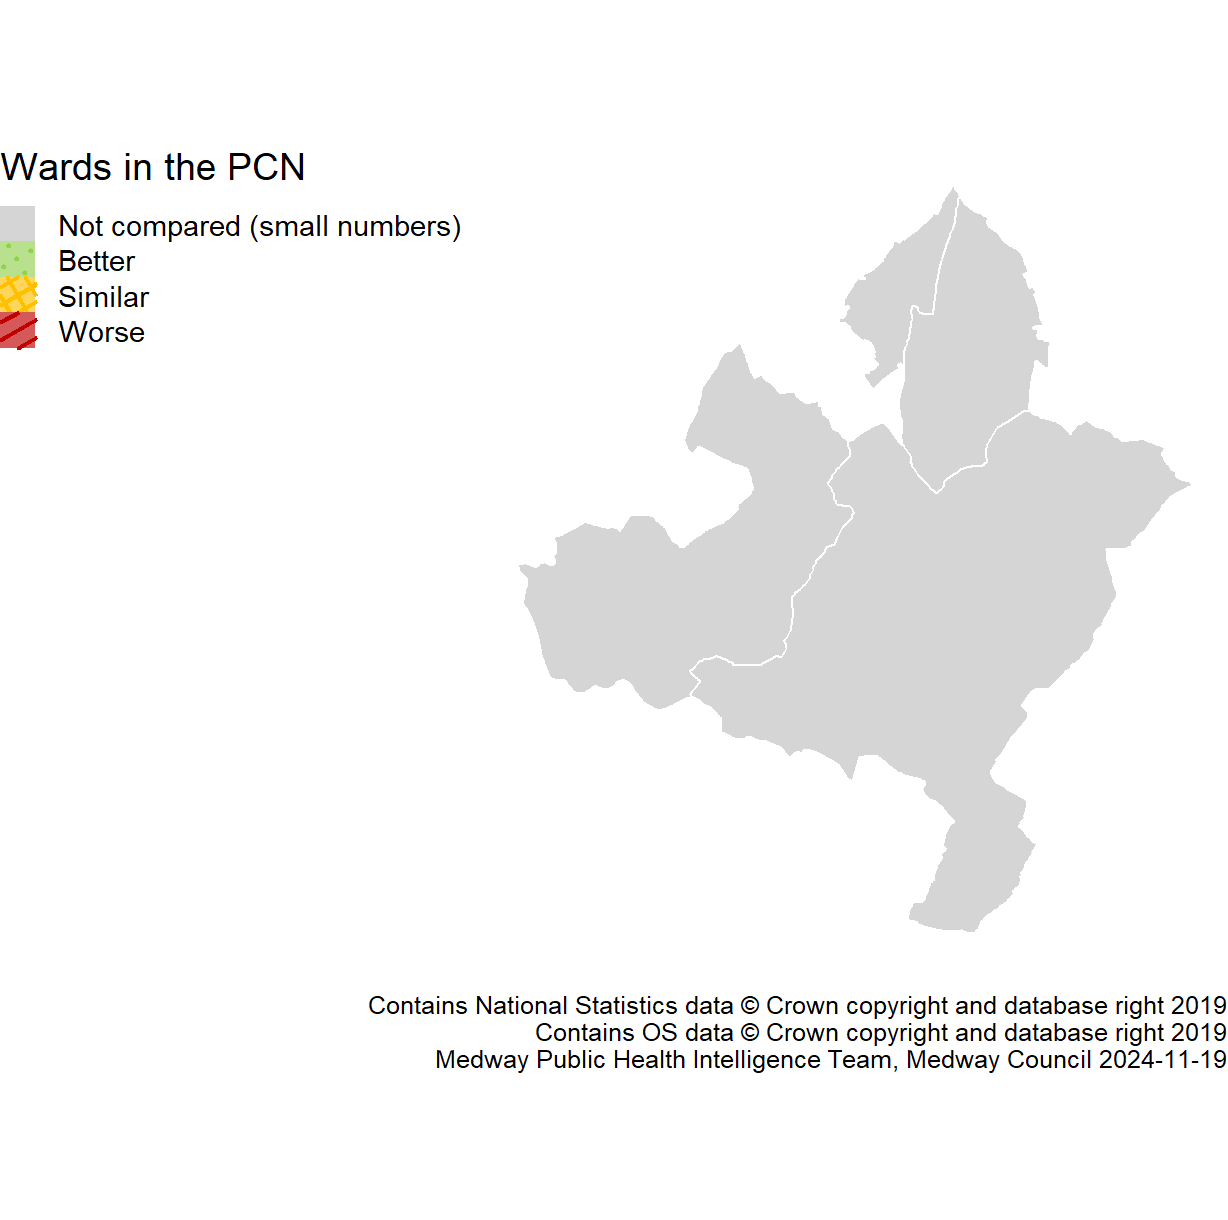 Wards in the PCN
Not compared (small numbers)
Better
Similar
Worse
Contains National Statistics data © Crown copyright and database right 2019
Contains OS data © Crown copyright and database right 2019
Medway Public Health Intelligence Team, Medway Council 2024-11-19